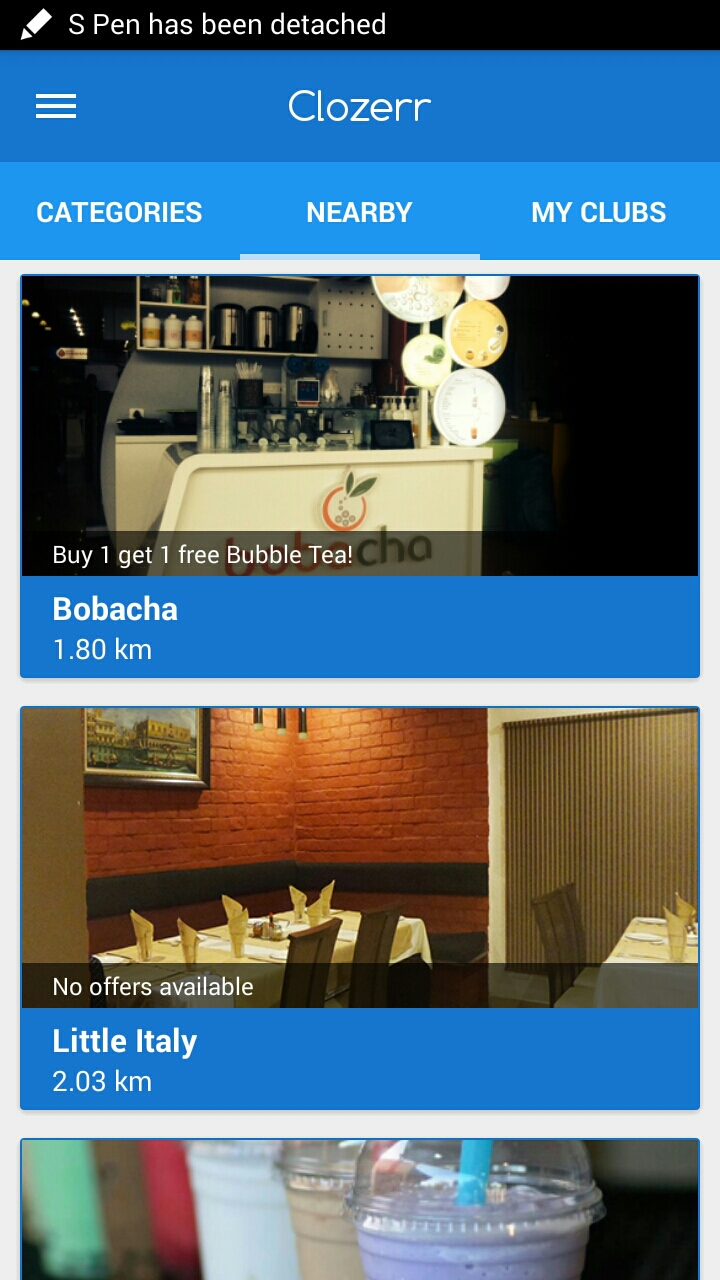 S Pen has been detached
Clozerr
CATEGORIES NEARBY MY CLUBS
bobacha
Buy 1 get 1 free Bubble Tea!
Bobacha
1.80 km
No offers available
Little Italy
2.03 km